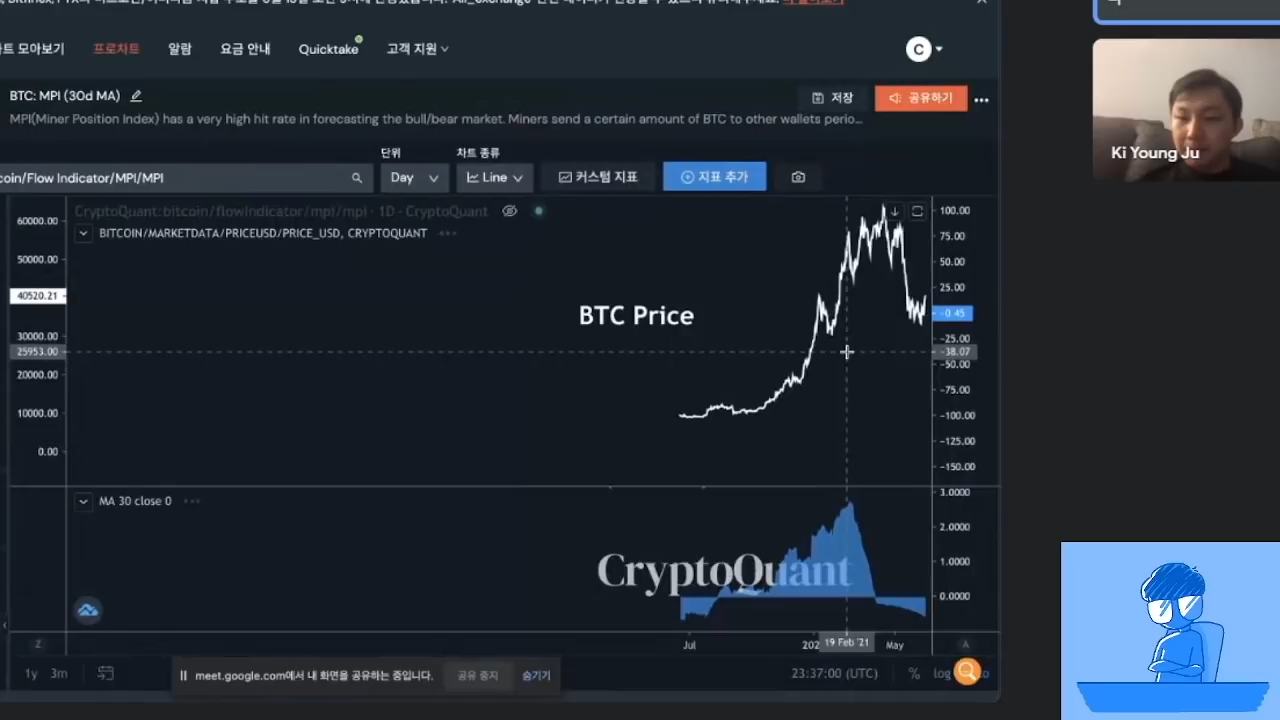 트 모아보기 프로차트 알람 요금 안내 Quicktake 고객 지원 C
BTC: MPI (30d MA) 저장 공유하기
MPI(Miner Position Index) has a very high hit rate in forecasting the bull/bear market. Miners send a certain amount of BTC to other wallets perio...
Ki Young Ju
단위 차트 종류
coin/Flow Indicator/MPI/MPI Day Line 커스텀 지표 지표 추가
CryptoQuant:bitcoin/flowindicator/mpi/mpi · 1D - CryptoQuant
BITCOIN/MARKETDATA/PRICEUSD/PRICE_USD, CRYPTOQUANT
60000.00
50000.00
40520.21
30000.00
25953.00
20000.00
10000.00
0.00
BTC Price
100.00
75.00
50.00
25.00
-0.45
-25.00
-38.07
-50.00
-75.00
-100.00
-125.00
-150.00
MA 30 close 0
3.0000
2.0000
1.0000
0.0000
CryptoQuant
Z Jul 202 19 Feb '21 May A
1y 3m 23:37:00 (UTC) % log
meet.google.com에서 내 화면을 공유하는 중입니다. 공유 중지 숨기기